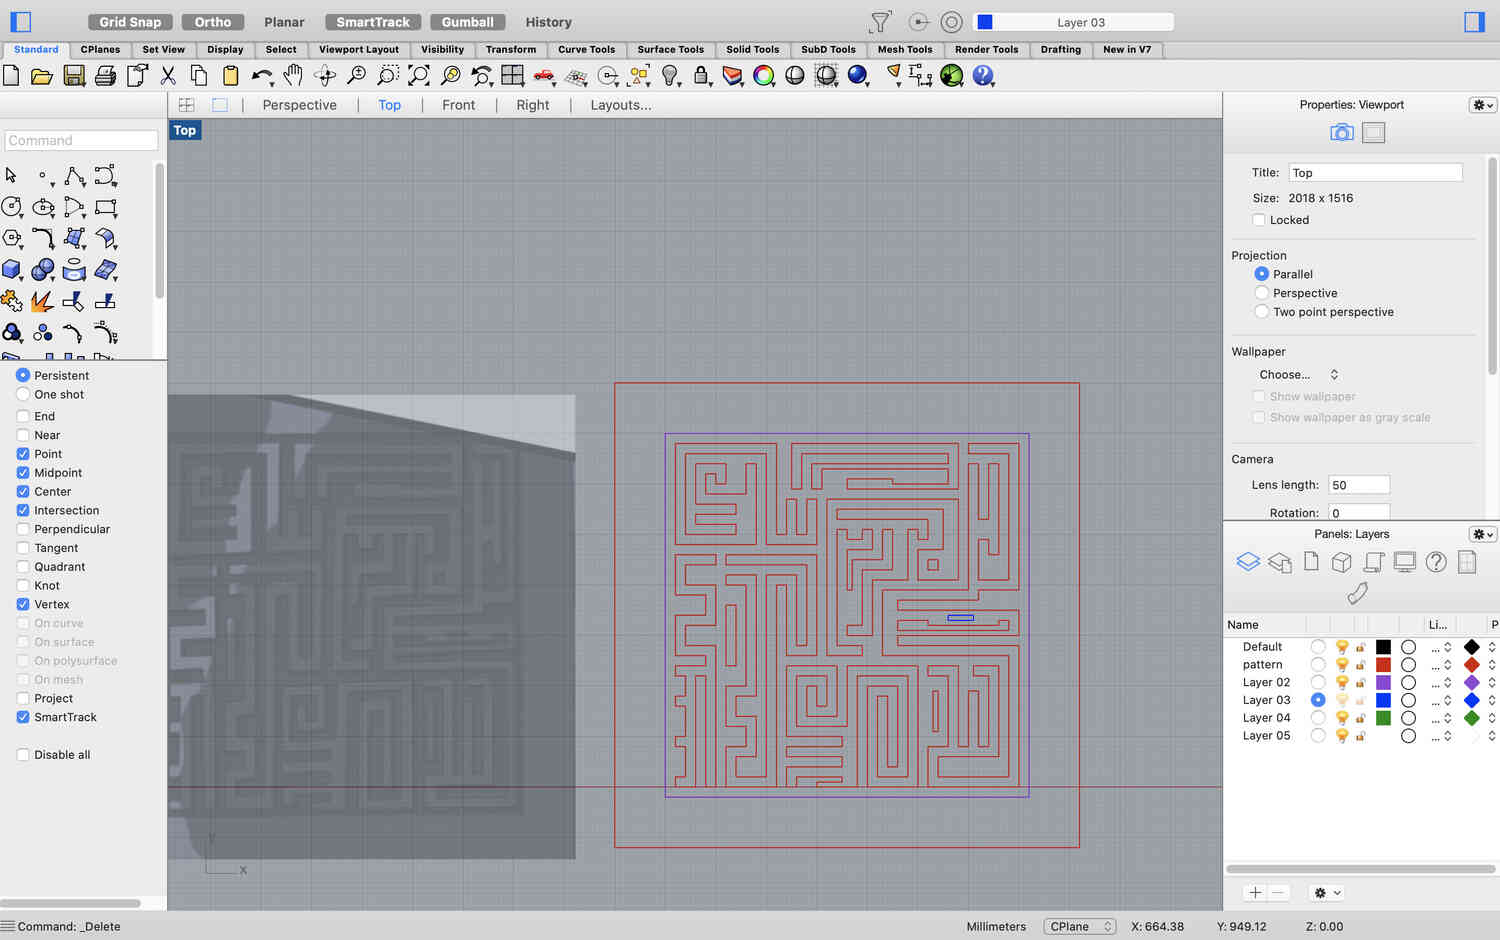 Grid Snap Ortho Planar SmartTrack Gumball History Layer 03
Standard CPlanes Set View Display Select Viewport Layout Visibility Transform Curve Tools Surface Tools Solid Tools SubD Tools Mesh Tools Render Tools Drafting New in V7
Perspective | Top | Front | Right | Layouts...
Properties: Viewport
Top
Command
Title: Top
Size: 2018 x 1516
Locked
Projection
Parallel
Perspective
Two point perspective
Wallpaper
Choose...
Show wallpaper
Show wallpaper as gray scale
Camera
Lens length: 50
Rotation: 0
Persistent
One shot
End
Near
Point
Midpoint
Center
Intersection
Perpendicular
Tangent
Quadrant
Knot
Vertex
On curve
On surface
On polysurface
On mesh
Project
SmartTrack
Disable all
y
x
Panels: Layers
Name Li... P
Default ...
pattern ...
Layer 02 ...
Layer 03 ...
Layer 04 ...
Layer 05 ...
Command: _Delete
Millimeters CPlane X: 664.38 Y: 949.12 Z: 0.00